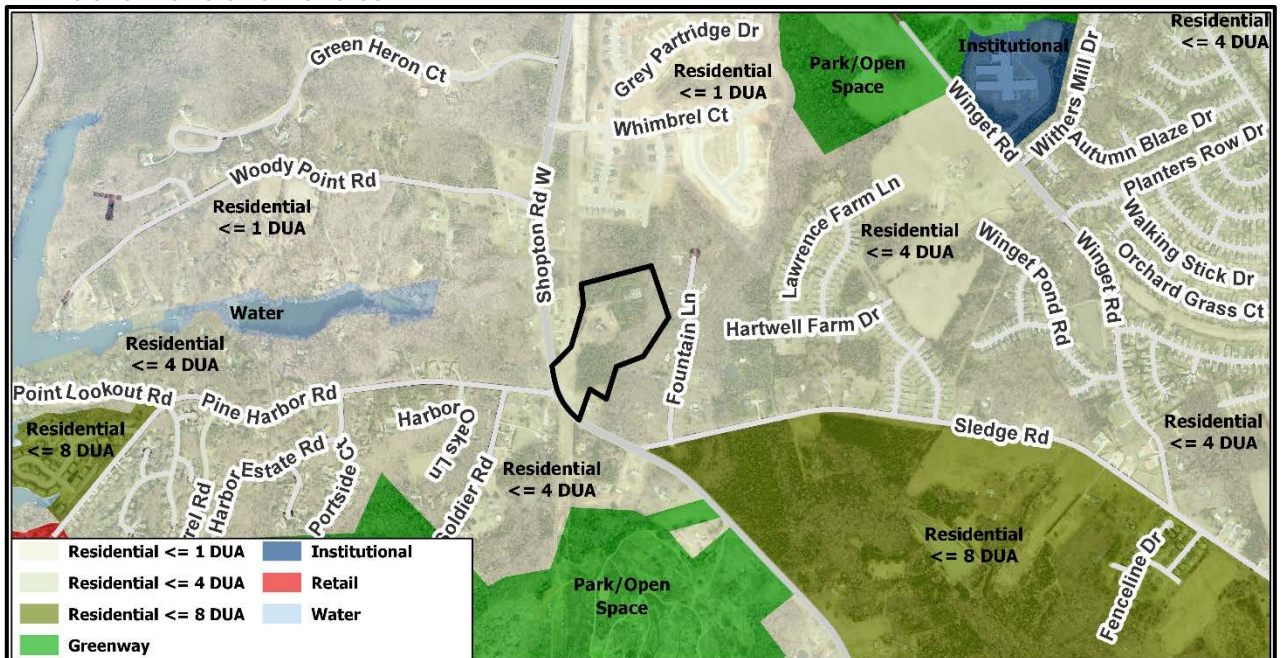 Green Heron Ct
Grey Partridge Dr
Residential
<= 1 DUA
Whimbrel Ct
Park/Open
Space
Institutional
Winget Rd
Withers Mill Dr
Residential
<= 4 DUA
Autumn Blaze Dr
Planters Row Dr
Walking Stick Dr
Orchard Grass Ct
Woody Point Rd
Residential
<= 1 DUA
Shopton Rd W
Lawrence Farm Ln
Residential
<= 4 DUA
Winget Pond Rd
Winget Rd
Water
Fountain Ln
Hartwell Farm Dr
Residential
<= 4 DUA
Point Lookout Rd
Pine Harbor Rd
Harbor
Oaks Ln
Residential
<= 8 DUA
Harbor
Estate Rd
Portside Ct
Soldier Rd
Residential
<= 4 DUA
Sledge Rd
Residential
<= 4 DUA
Residential
<= 8 DUA
Fenceline Dr
Park/Open
Space
Residential <= 1 DUA
Institutional
Residential <= 4 DUA
Retail
Residential <= 8 DUA
Water
Greenway